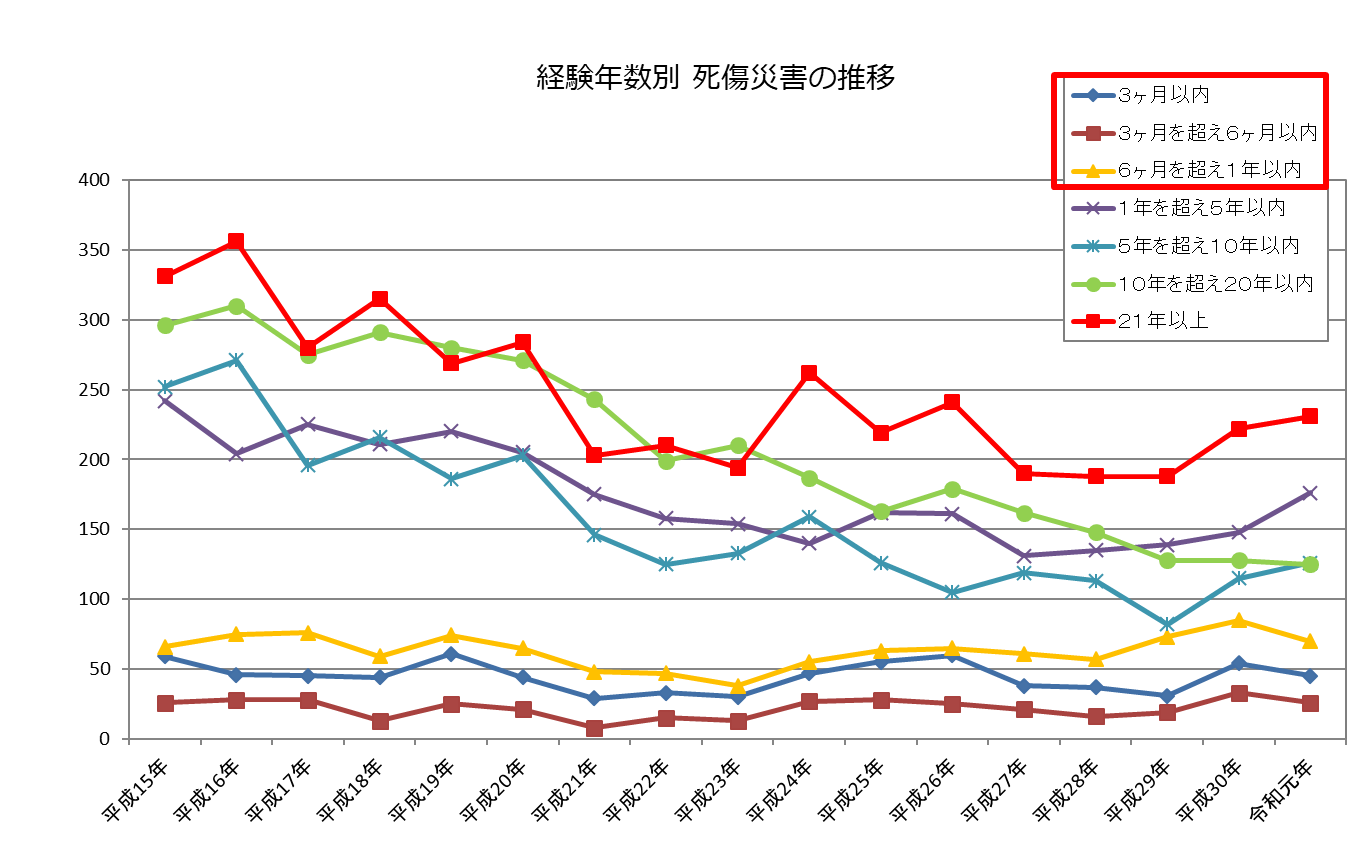 経験年数別 死傷災害の推移
3ヶ月以内
3ヶ月を超え6ヶ月以内
6ヶ月を超え1年以内
1年を超え5年以内
5年を超え10年以内
10年を超え20年以内
21年以上
400
350
300
250
200
150
100
50
0
平成15年
平成16年
平成17年
平成18年
平成19年
平成20年
平成21年
平成22年
平成23年
平成24年
平成25年
平成26年
平成27年
平成28年
平成29年
平成30年
令和元年